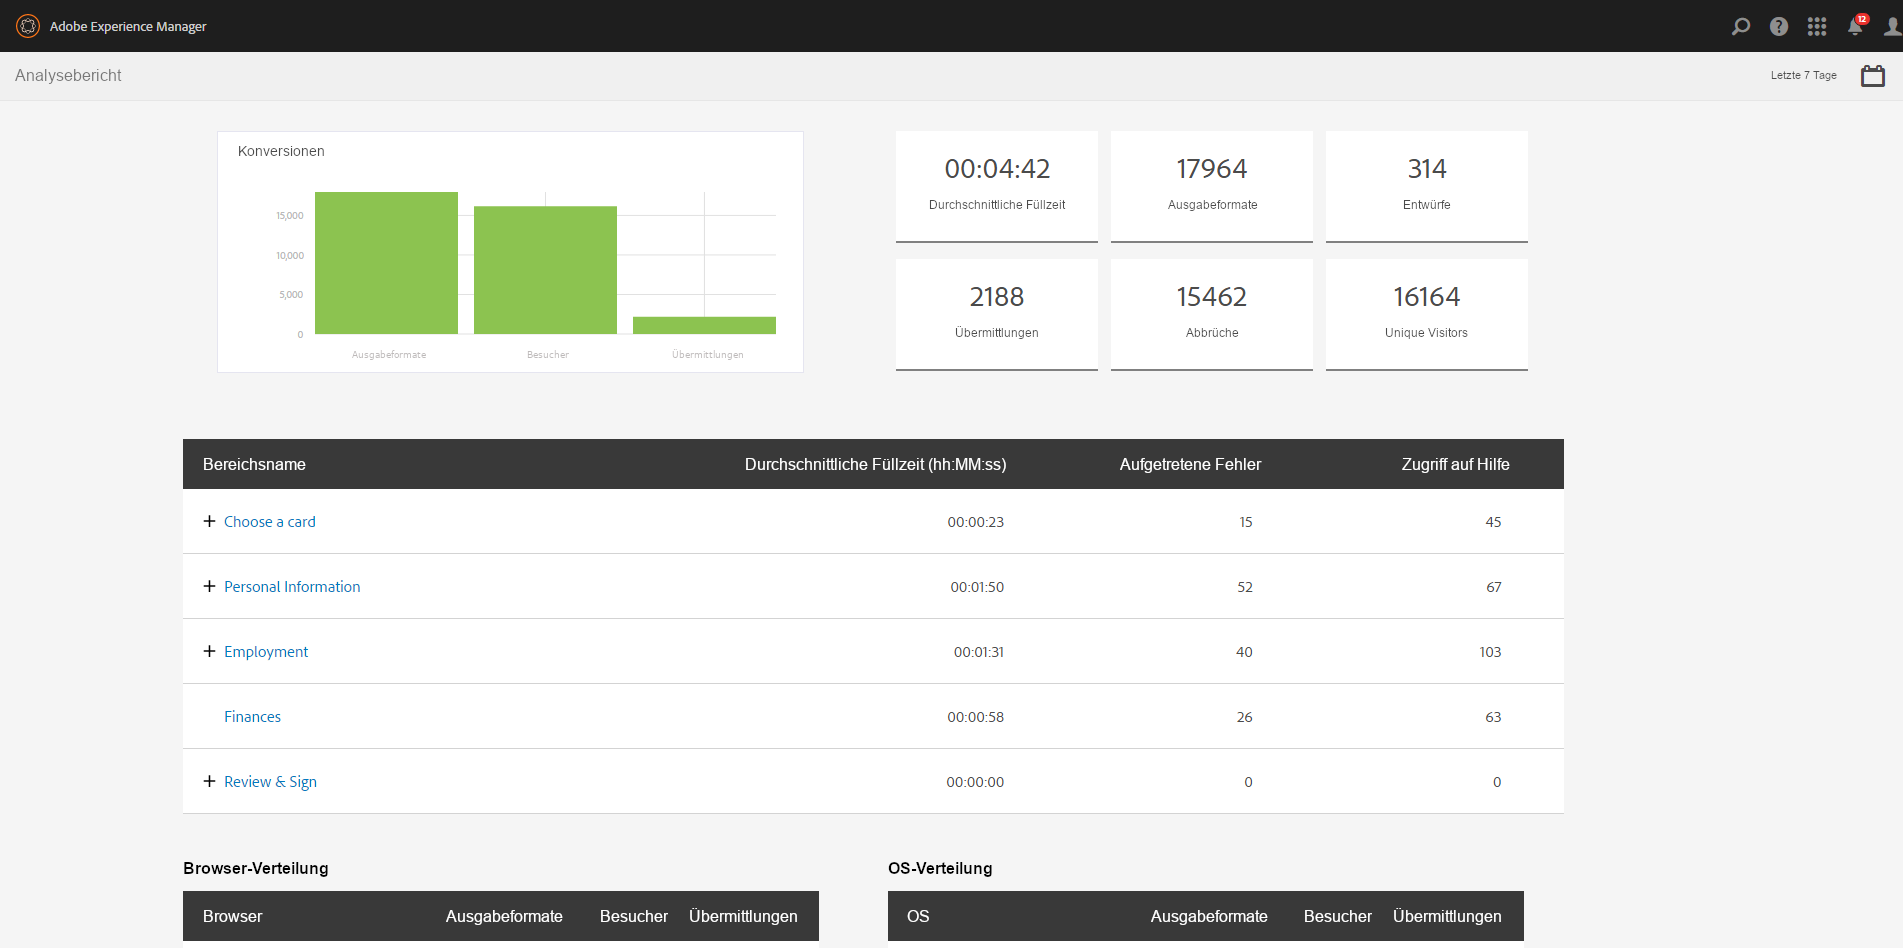 Adobe Experience Manager
12
Analysebericht
Letzte 7 Tage
Konversionen
15,000
10,000
5,000
0
Ausgabeformate Besucher Übermittlungen
00:04:42
Durchschnittliche Füllzeit
17964
Ausgabeformate
314
Entwürfe
2188
Übermittlungen
15462
Abbrüche
16164
Unique Visitors
Bereichsname Durchschnittliche Füllzeit (hh:MM:ss) Aufgetretene Fehler Zugriff auf Hilfe
+ Choose a card 00:00:23 15 45
+ Personal Information 00:01:50 52 67
+ Employment 00:01:31 40 103
Finances 00:00:58 26 63
+ Review & Sign 00:00:00 0 0
Browser-Verteilung
Browser Ausgabeformate Besucher Übermittlungen
OS-Verteilung
OS Ausgabeformate Besucher Übermittlungen